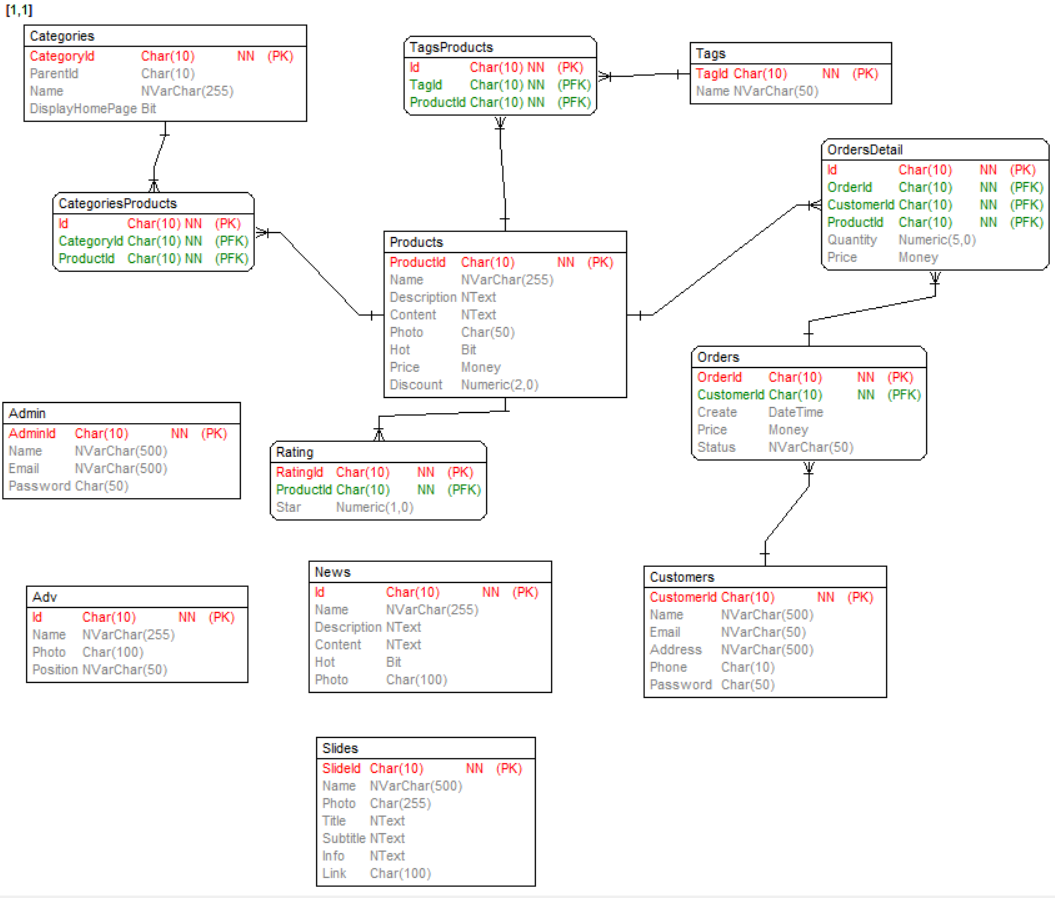 [1,1]
Categories
CategoryId Char(10) NN (PK)
ParentId Char(10)
Name NVarChar(255)
DisplayHomePage Bit
TagsProducts
Id Char(10) NN (PK)
TagId Char(10) NN (PFK)
ProductId Char(10) NN (PFK)
Tags
TagId Char(10) NN (PK)
Name NVarChar(50)
OrdersDetail
Id Char(10) NN (PK)
OrderId Char(10) NN (PFK)
CustomerId Char(10) NN (PFK)
ProductId Char(10) NN (PFK)
Quantity Numeric(5,0)
Price Money
CategoriesProducts
Id Char(10) NN (PK)
CategoryId Char(10) NN (PFK)
ProductId Char(10) NN (PFK)
Products
ProductId Char(10) NN (PK)
Name NVarChar(255)
Description NText
Content NText
Photo Char(50)
Hot Bit
Price Money
Discount Numeric(2,0)
Orders
OrderId Char(10) NN (PK)
CustomerId Char(10) NN (PFK)
Create DateTime
Price Money
Status NVarChar(50)
Admin
AdminId Char(10) NN (PK)
Name NVarChar(500)
Email NVarChar(500)
Password Char(50)
Rating
RatingId Char(10) NN (PK)
ProductId Char(10) NN (PFK)
Star Numeric(1,0)
News
Id Char(10) NN (PK)
Name NVarChar(255)
Description NText
Content NText
Hot Bit
Photo Char(100)
Customers
CustomerId Char(10) NN (PK)
Name NVarChar(500)
Email NVarChar(50)
Address NVarChar(500)
Phone Char(10)
Password Char(50)
Adv
Id Char(10) NN (PK)
Name NVarChar(255)
Photo Char(100)
Position NVarChar(50)
Slides
SlideId Char(10) NN (PK)
Name NVarChar(500)
Photo Char(255)
Title NText
Subtitle NText
Info NText
Link Char(100)